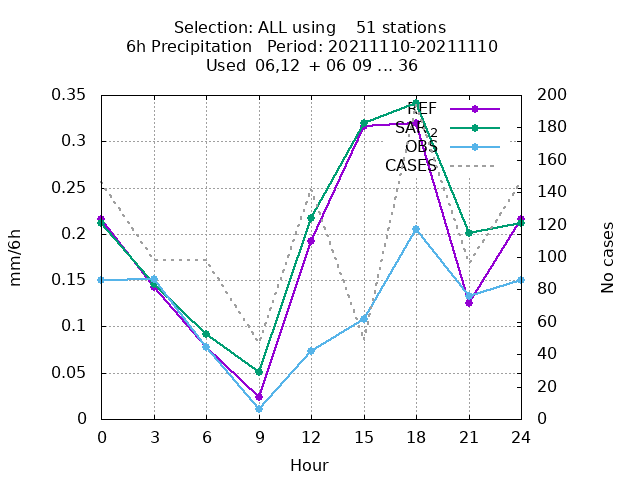 Selection: ALL using    51 stations
6h Precipitation   Period: 20211110-20211110
Used  06,12  + 06 09 ... 36
0.35
0.3
0.25
0.2
0.15
0.1
0.05
0
mm/6h
200
180
160
140
120
100
80
60
40
20
0
No cases
REF
SAR₂
OBS
CASES
0 3 6 9 12 15 18 21 24
Hour